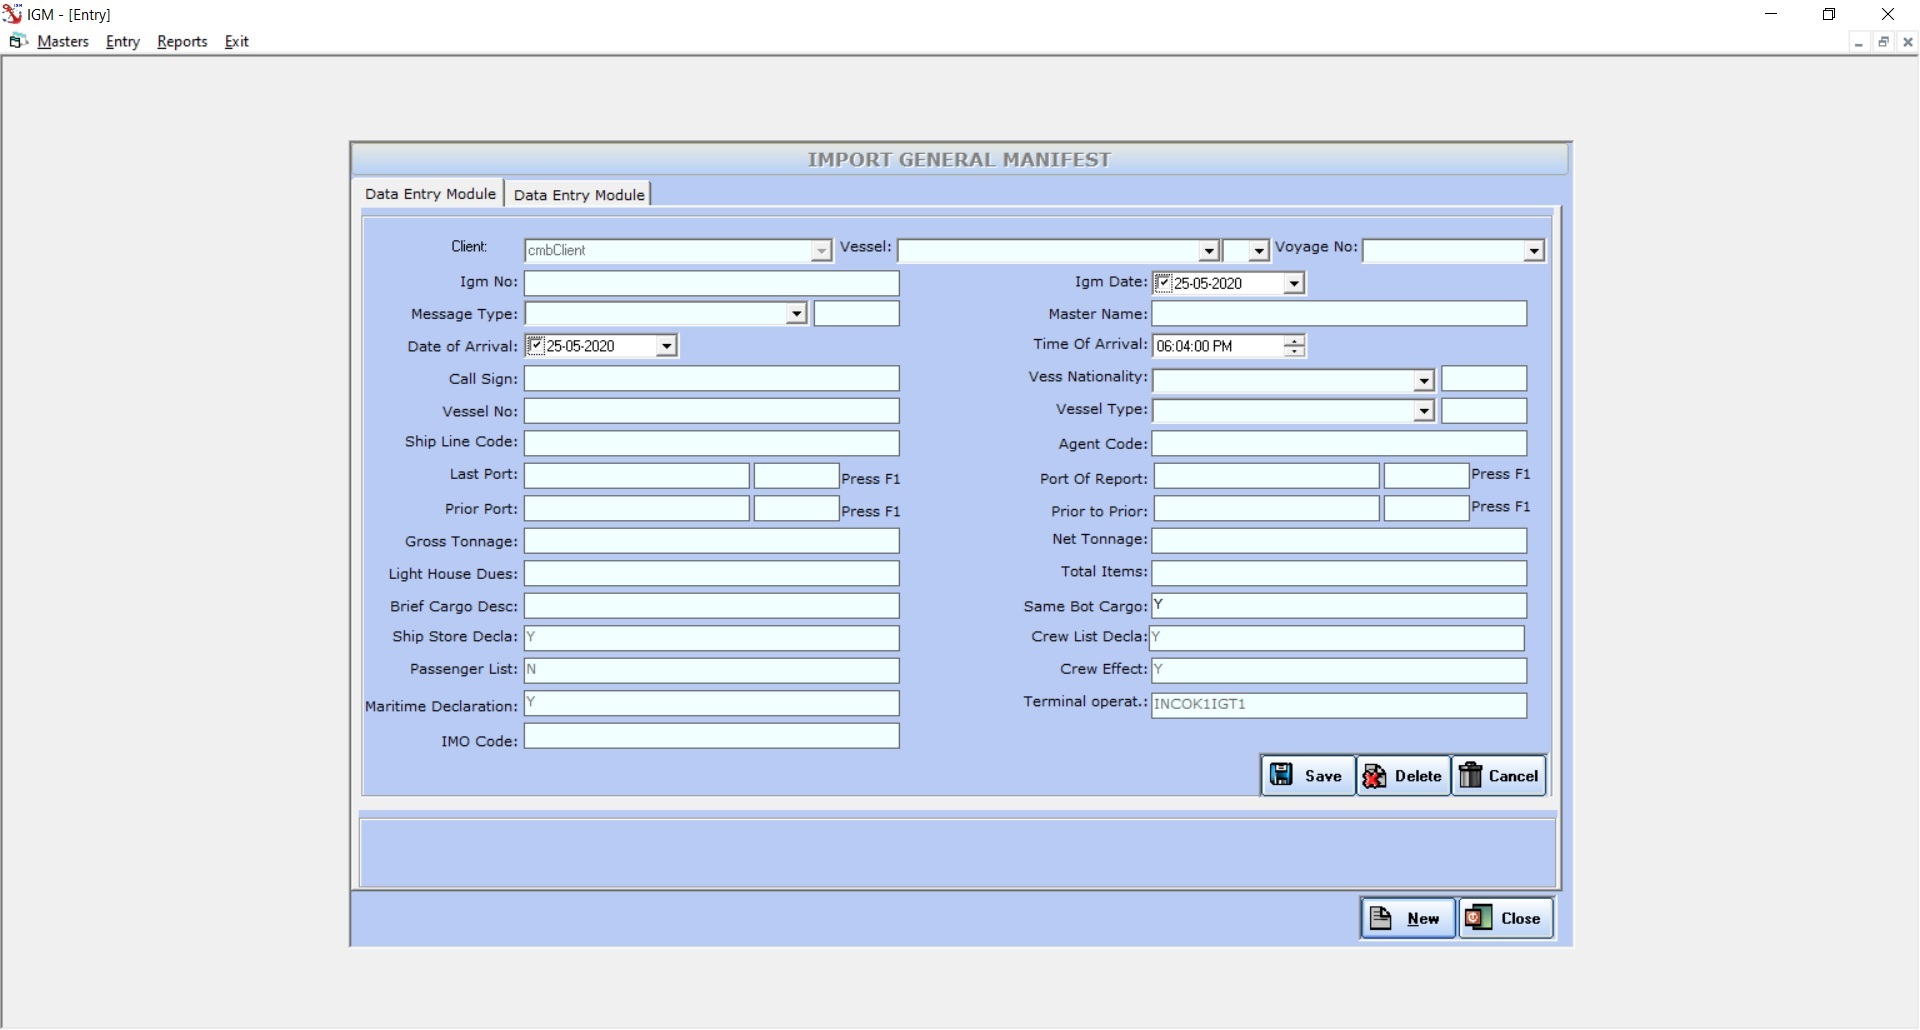 IGM - [Entry]
Masters Entry Reports Exit
IMPORT GENERAL MANIFEST
Data Entry Module Data Entry Module
Client: cmbClient Vessel: Voyage No:
Igm No: Igm Date: 25-05-2020
Message Type: Master Name:
Date of Arrival: 25-05-2020 Time Of Arrival: 06:04:00 PM
Call Sign: Vess Nationality:
Vessel No: Vessel Type:
Ship Line Code: Agent Code:
Last Port: Press F1 Port Of Report: Press F1
Prior Port: Press F1 Prior to Prior: Press F1
Gross Tonnage: Net Tonnage:
Light House Dues: Total Items:
Brief Cargo Desc: Same Bot Cargo: Y
Ship Store Decla: Y Crew List Decla: Y
Passenger List: N Crew Effect: Y
Maritime Declaration: Y Terminal operat.: INCOK1IGT1
IMO Code:
Save Delete Cancel
New Close